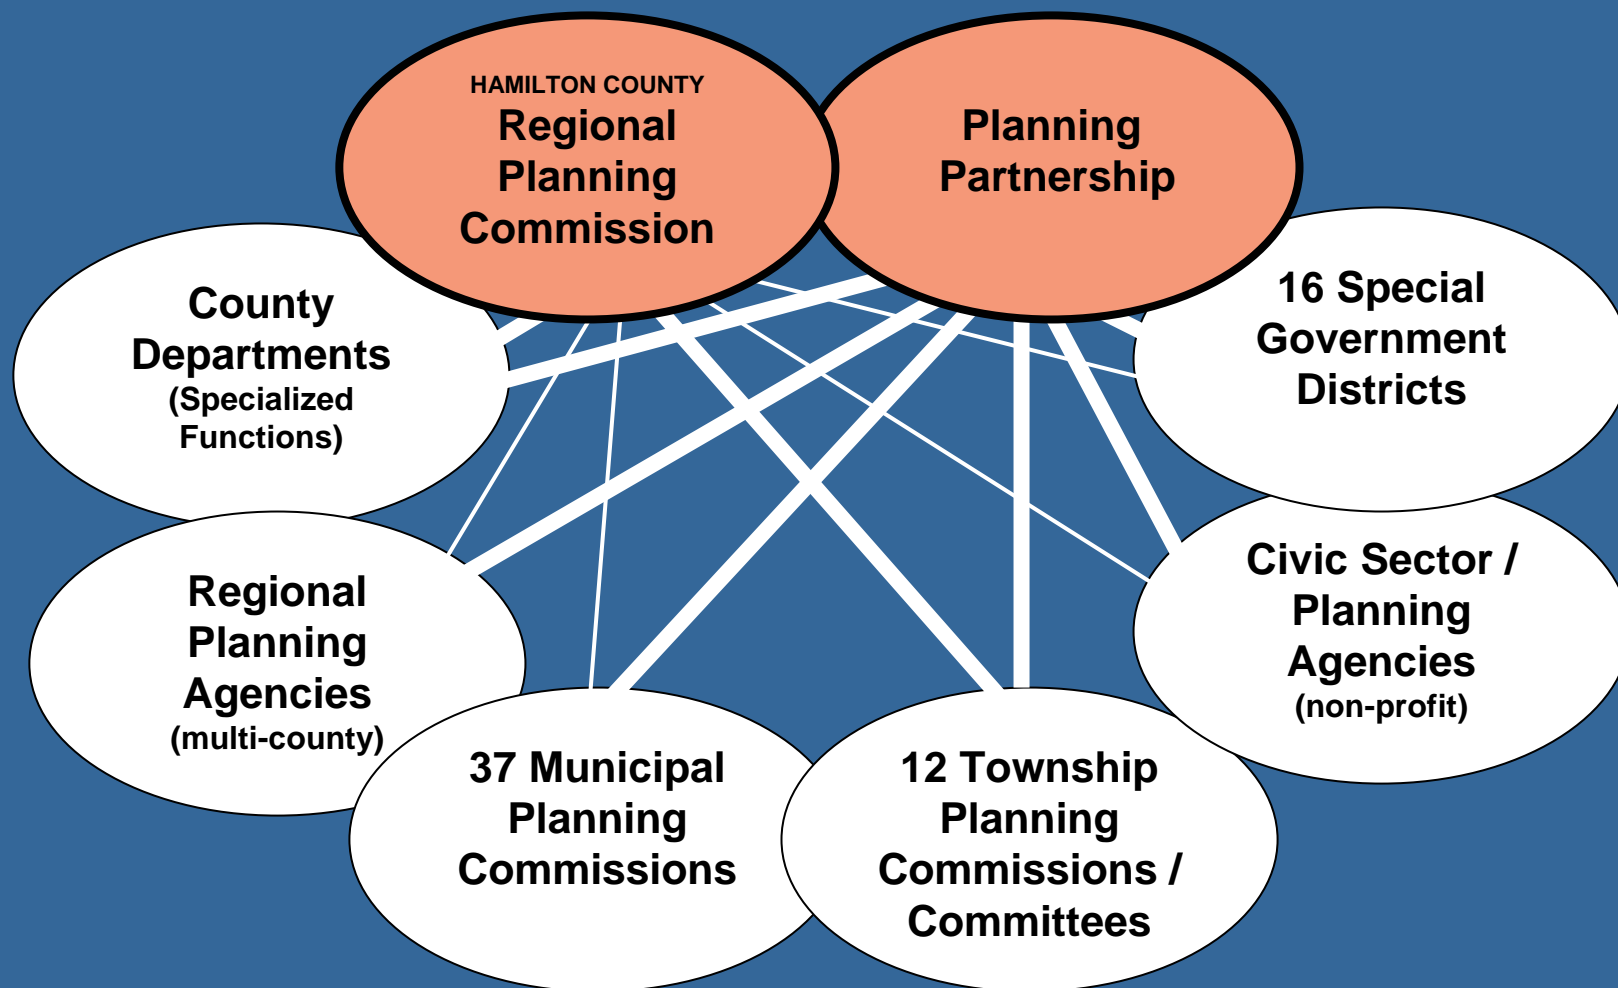 HAMILTON COUNTY
Regional
Planning
Commission
Planning
Partnership
County
Departments
(Specialized
Functions)
16 Special
Government
Districts
Regional
Planning
Agencies
(multi-county)
Civic Sector /
Planning
Agencies
(non-profit)
37 Municipal
Planning
Commissions
12 Township
Planning
Commissions /
Committees